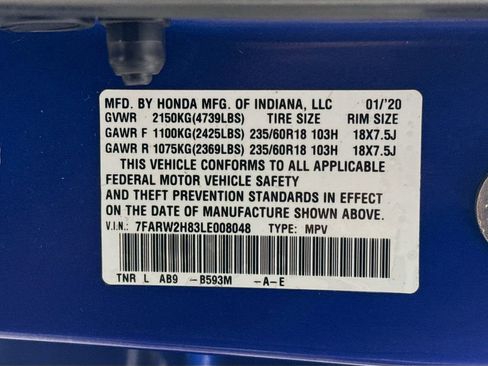 MFD. BY HONDA MFG. OF INDIANA, LLC 01/'20
GVWR 2150KG(4739LBS) TIRE SIZE RIM SIZE
GAWR F 1100KG(2425LBS) 235/60R18 103H 18X7.5J
GAWR R 1075KG(2369LBS) 235/60R18 103H 18X7.5J
THIS VEHICLE CONFORMS TO ALL APPLICABLE
FEDERAL MOTOR VEHICLE SAFETY
AND THEFT PREVENTION STANDARDS IN EFFECT
ON THE DATE OF MANUFACTURE SHOWN ABOVE.
V.I.N.: 7FARW2H83LE008048 TYPE: MPV
TNR L AB9 -B593M -A-E